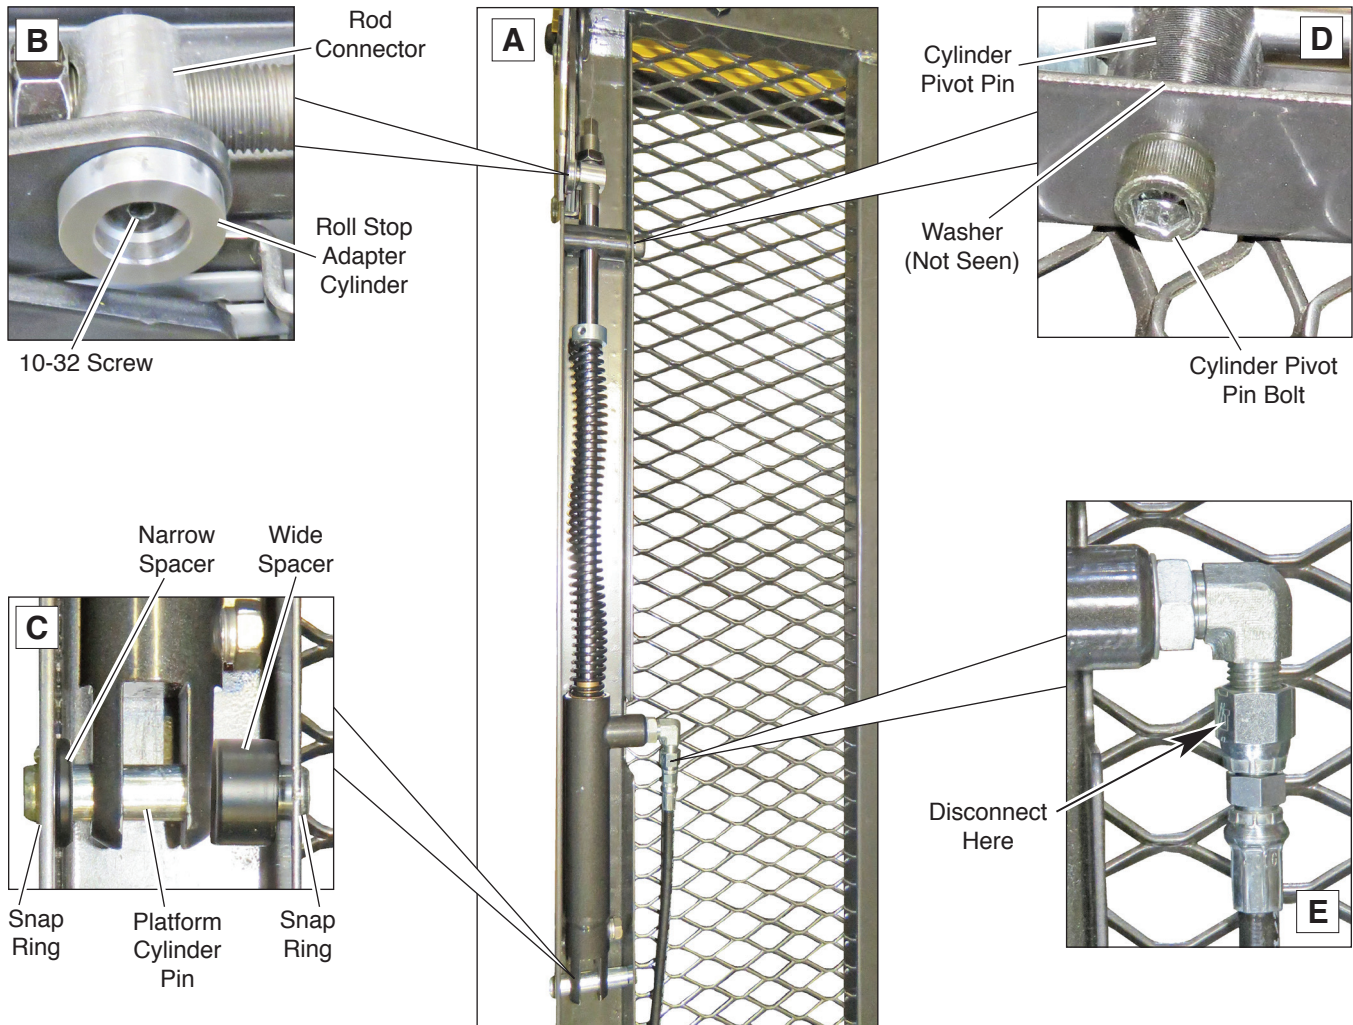 B
Rod
Connector
A
Cylinder
Pivot Pin
D
Roll Stop
Adapter
Cylinder
Washer
(Not Seen)
10-32 Screw
Cylinder Pivot
Pin Bolt
Narrow
Spacer
Wide
Spacer
C
Disconnect
Here
E
Snap
Ring
Platform
Cylinder
Pin
Snap
Ring